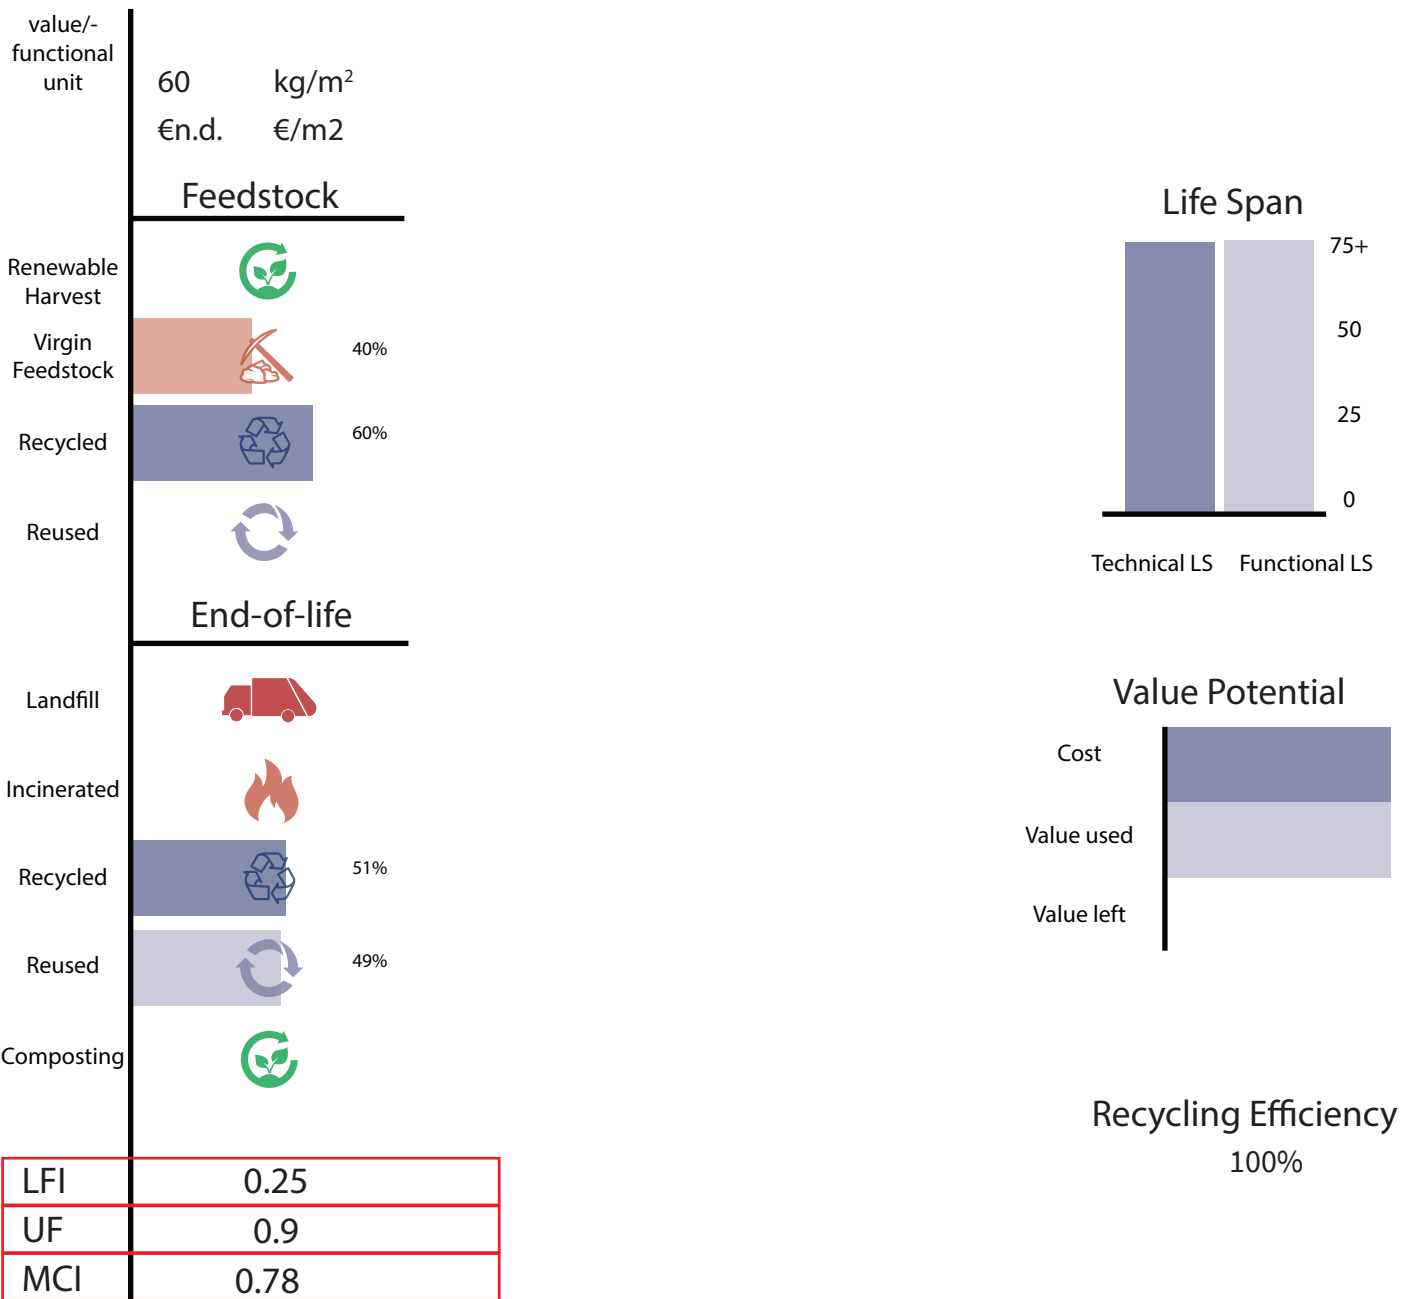 value/-
functional
unit
60 kg/m²
€n.d. €/m2
Feedstock
Renewable
Harvest
Virgin
Feedstock
40%
Recycled
60%
Reused
End-of-life
Landfill
Incinerated
Recycled
51%
Reused
49%
Composting
LFI 0.25
UF 0.9
MCI 0.78
Life Span
75+
50
25
0
Technical LS Functional LS
Value Potential
Cost
Value used
Value left
Recycling Efficiency
100%